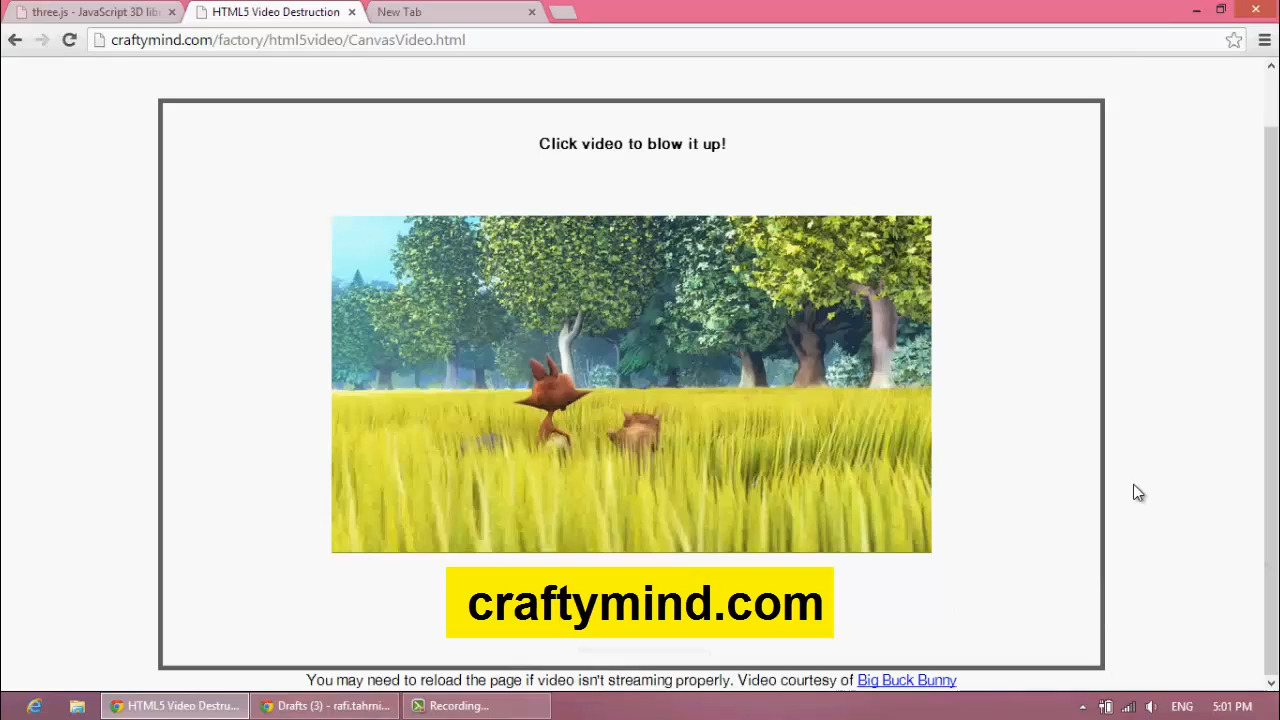 three.js - JavaScript 3D lib
HTML5 Video Destruction
New Tab
craftymind.com/factory/html5video/CanvasVideo.html
Click video to blow it up!
craftymind.com
You may need to reload the page if video isn't streaming properly. Video courtesy of Big Buck Bunny
HTML5 Video Destru...
Drafts (3) - rafi.tahrni...
Recording...
ENG
5:01 PM